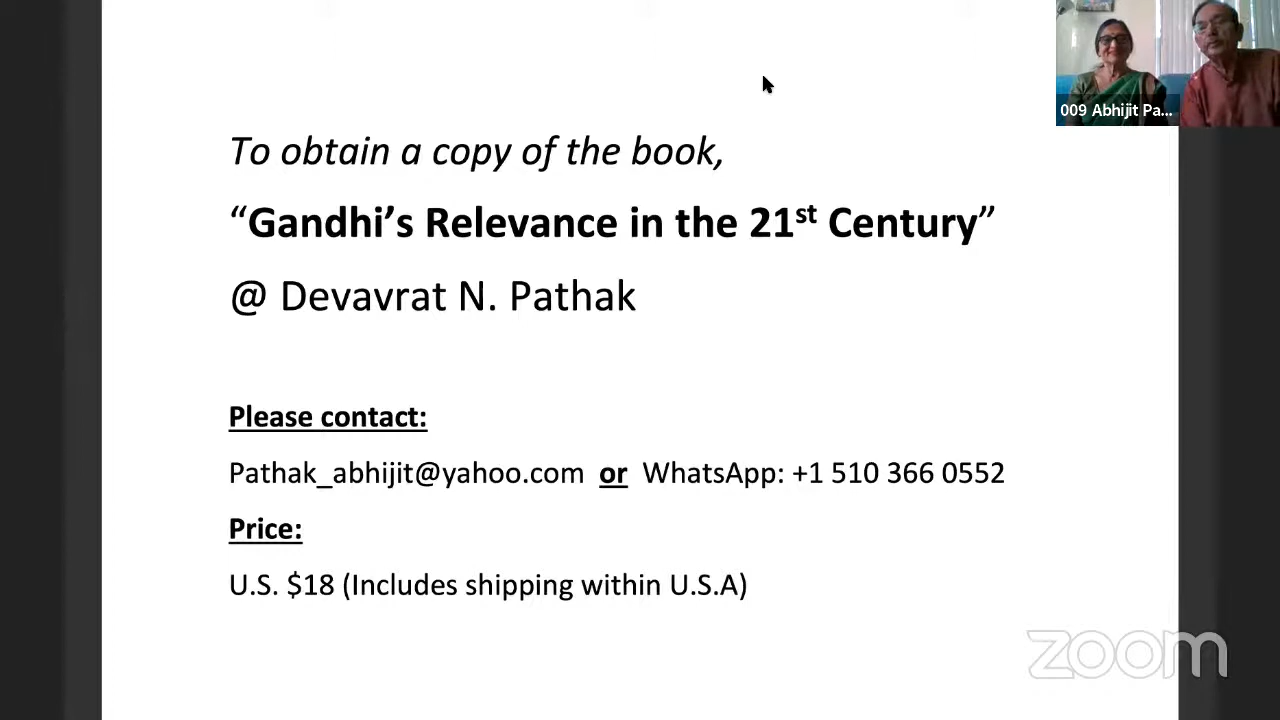 009 Abhijit Pa...
To obtain a copy of the book,
“Gandhi’s Relevance in the 21st Century”
@ Devavrat N. Pathak
Please contact:
Pathak_abhijit@yahoo.com or WhatsApp: +1 510 366 0552
Price:
U.S. $18 (Includes shipping within U.S.A)
zoom